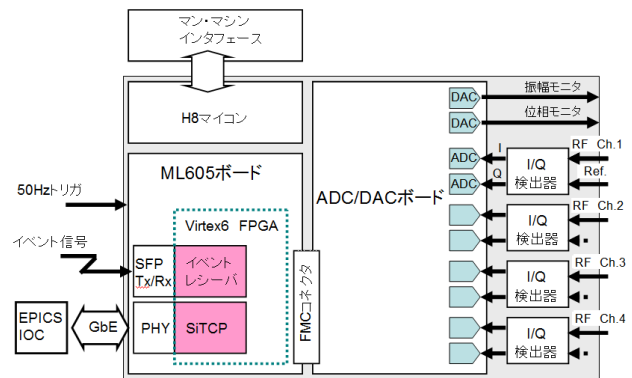 マン・マシン
インタフェース
H8マイコン
ML605ボード
50Hzトリガ
イベント信号
Virtex6 FPGA
SFP
Tx/Rx
イベント
レシーバ
EPICS
IOC
GbE
PHY
SiTCP
FMCコネクタ
ADC/DACボード
DAC
振幅モニタ
DAC
位相モニタ
ADC
I
I/Q
検出器
RF Ch.1
ADC
Q
Ref.
I/Q
検出器
RF Ch.2
I/Q
検出器
RF Ch.3
I/Q
検出器
RF Ch.4